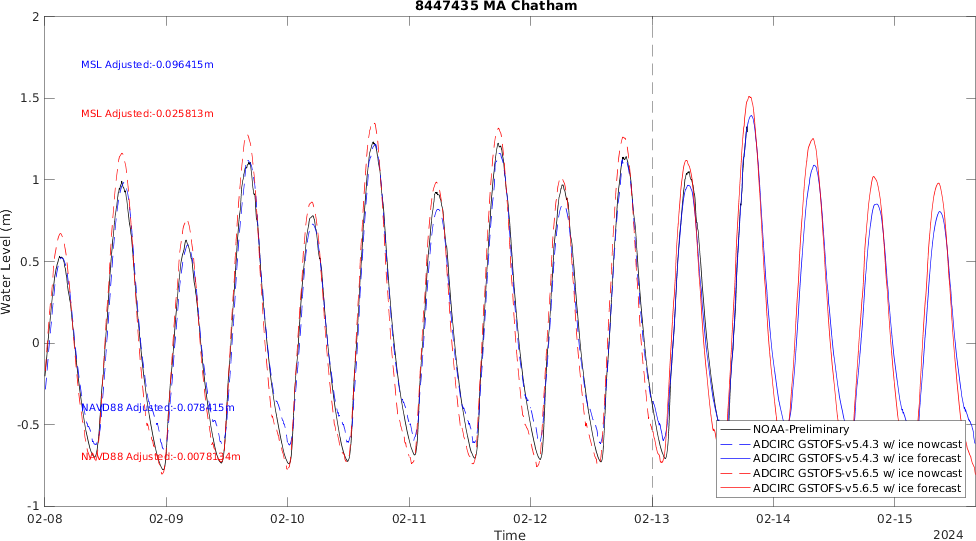 8447435 MA Chatham
2
1.5
1
0.5
0
-0.5
-1
Water Level (m)
MSL Adjusted:-0.096415m
MSL Adjusted:-0.025813m
NAVD88 Adjusted:-0.078415m
NAVD88 Adjusted:-0.0078134m
NOAA-Preliminary
ADCIRC GSTOFS-v5.4.3 w/ ice nowcast
ADCIRC GSTOFS-v5.4.3 w/ ice forecast
ADCIRC GSTOFS-v5.6.5 w/ ice nowcast
ADCIRC GSTOFS-v5.6.5 w/ ice forecast
02-08 02-09 02-10 02-11 02-12 02-13 02-14 02-15
Time
2024